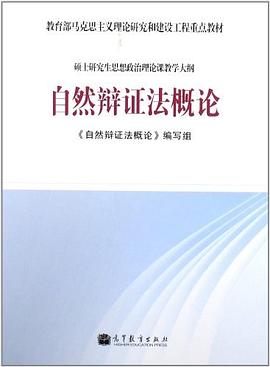 教育部马克思主义理论研究和建设工程重点教材
硕士研究生思想政治理论课教学大纲
自然辩证法概论
《自然辩证法概论》编写组
高等教育出版社